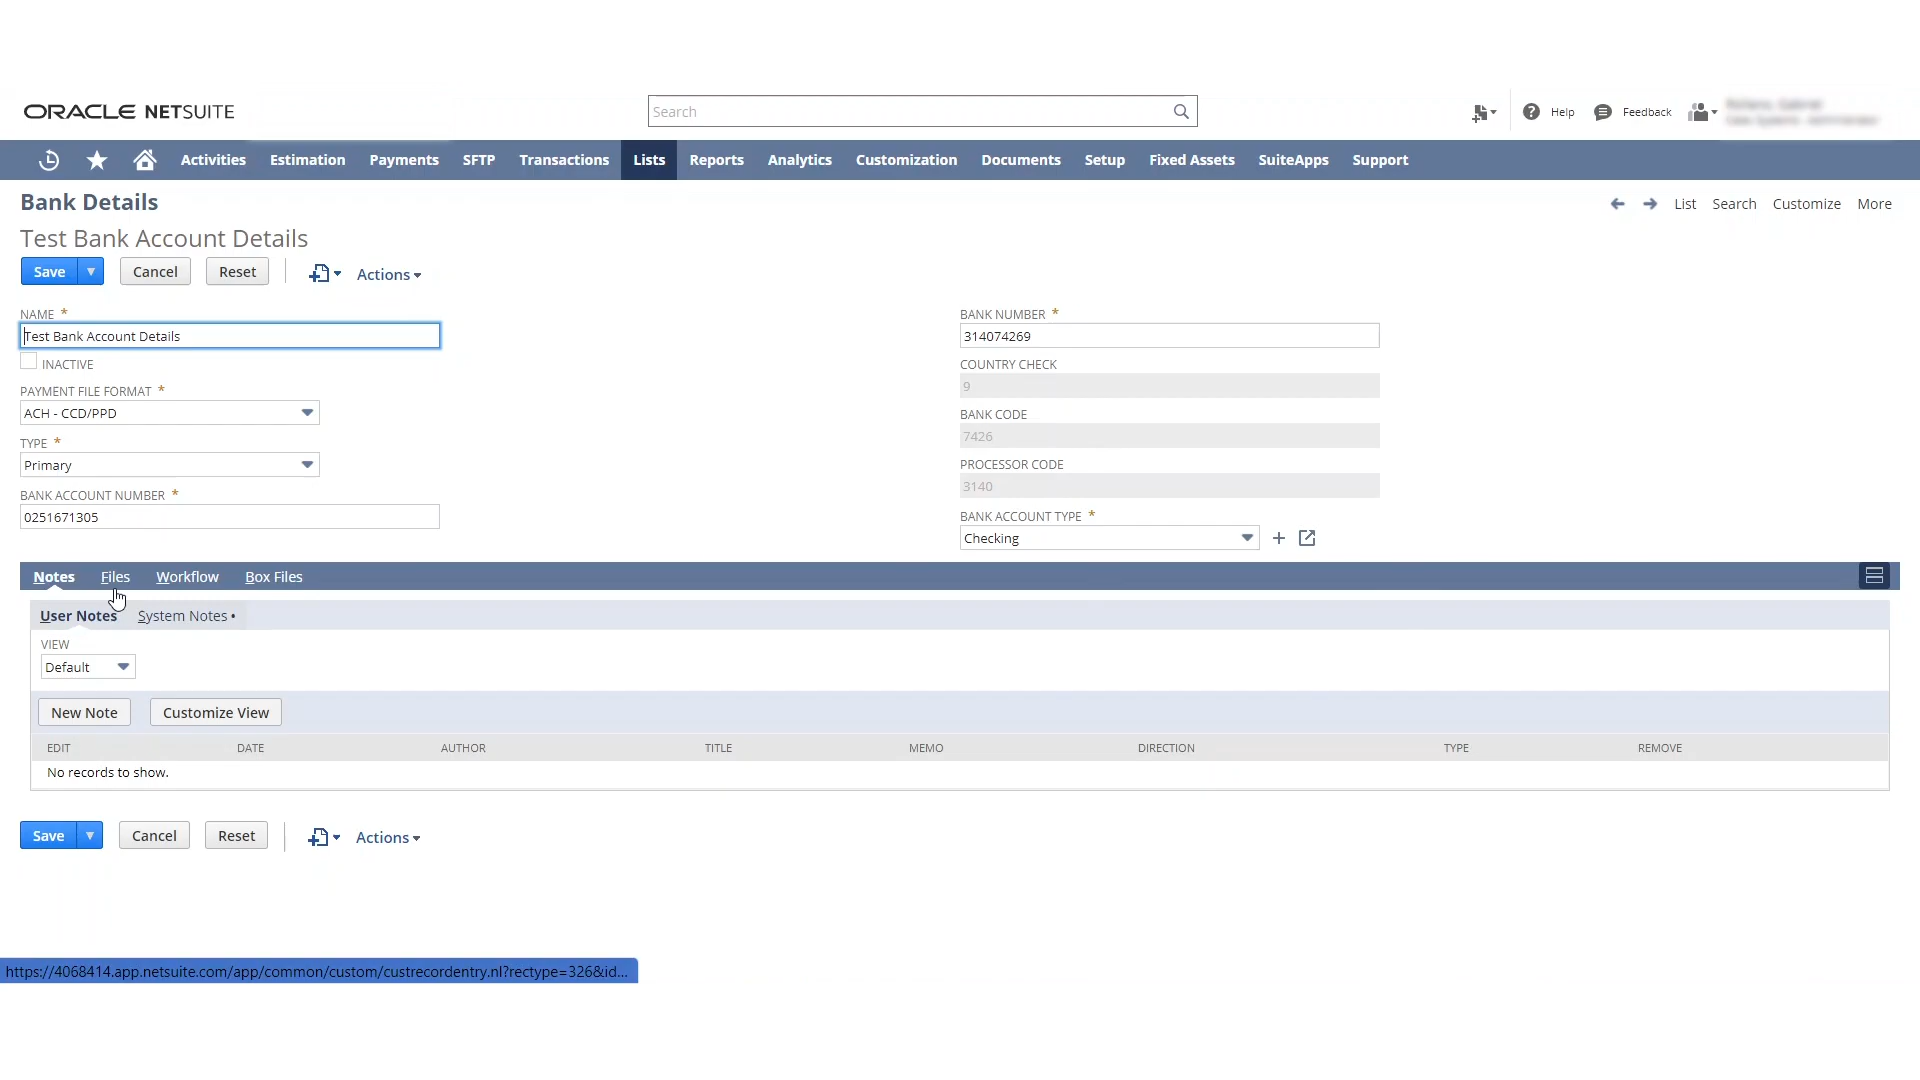 ORACLE NETSUITE
Search
Help
Feedback
Activities Estimation Payments SFTP Transactions Lists Reports Analytics Customization Documents Setup Fixed Assets SuiteApps Support
Bank Details
List Search Customize More
Test Bank Account Details
Save Cancel Reset Actions
NAME *
Test Bank Account Details
INACTIVE
PAYMENT FILE FORMAT *
ACH - CCD/PPD
TYPE *
Primary
BANK ACCOUNT NUMBER *
0251671305
BANK NUMBER *
314074269
COUNTRY CHECK
9
BANK CODE
7426
PROCESSOR CODE
3140
BANK ACCOUNT TYPE *
Checking
Notes Files Workflow Box Files
User Notes System Notes •
VIEW
Default
New Note Customize View
EDIT DATE AUTHOR TITLE MEMO DIRECTION TYPE REMOVE
No records to show.
Save Cancel Reset Actions
https://4068414.app.netsuite.com/app/common/custom/custrecordentry.nl?rectype=326&id...